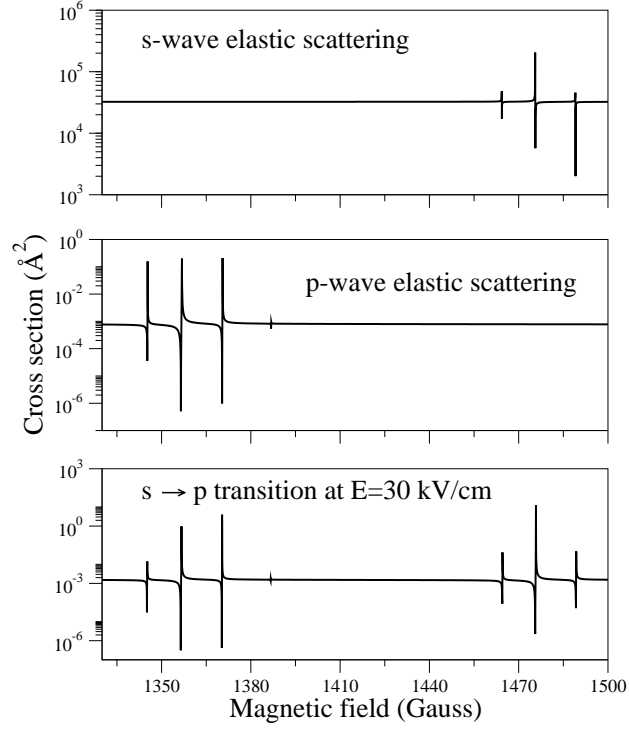 10^6
s-wave elastic scattering
10^5
10^4
10^3
10^0
p-wave elastic scattering
10^-2
10^-4
10^-6
Cross section (Å^2)
10^3
s → p transition at E=30 kV/cm
10^0
10^-3
10^-6
1350 1380 1410 1440 1470 1500
Magnetic field (Gauss)